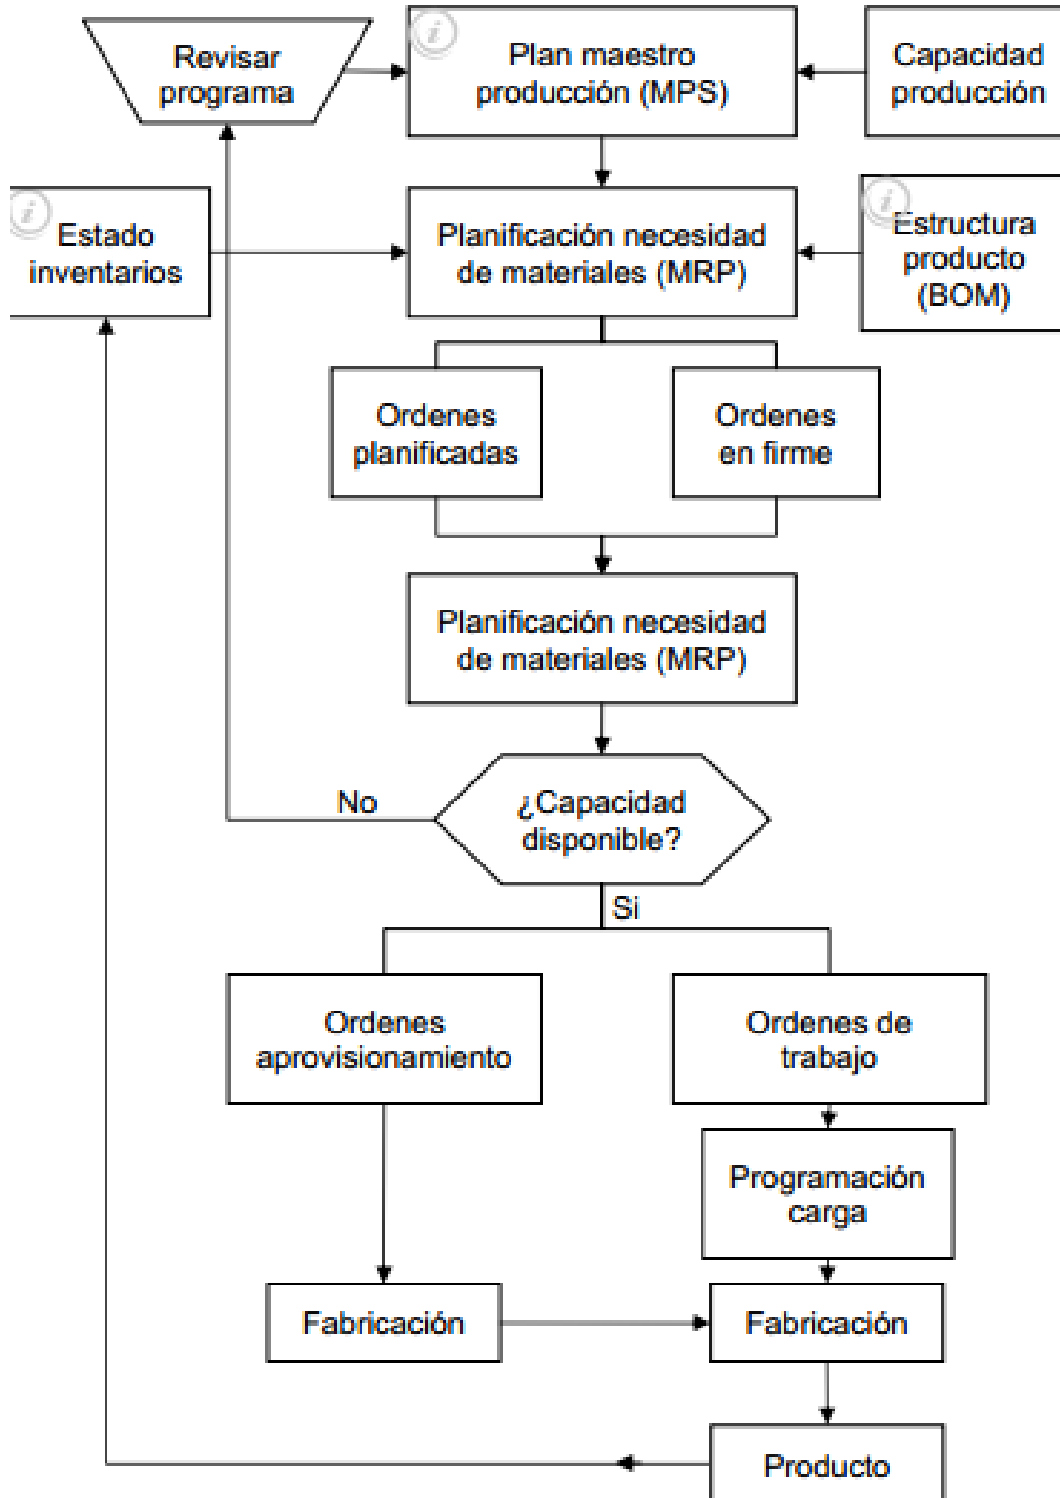 Revisar
programa
Plan maestro
producción (MPS)
Capacidad
producción
Estado
inventarios
Planificación necesidad
de materiales (MRP)
Estructura
producto
(BOM)
Ordenes
planificadas
Ordenes
en firme
Planificación necesidad
de materiales (MRP)
No
¿Capacidad
disponible?
Si
Ordenes
aprovisionamiento
Ordenes de
trabajo
Programación
carga
Fabricación
Fabricación
Producto